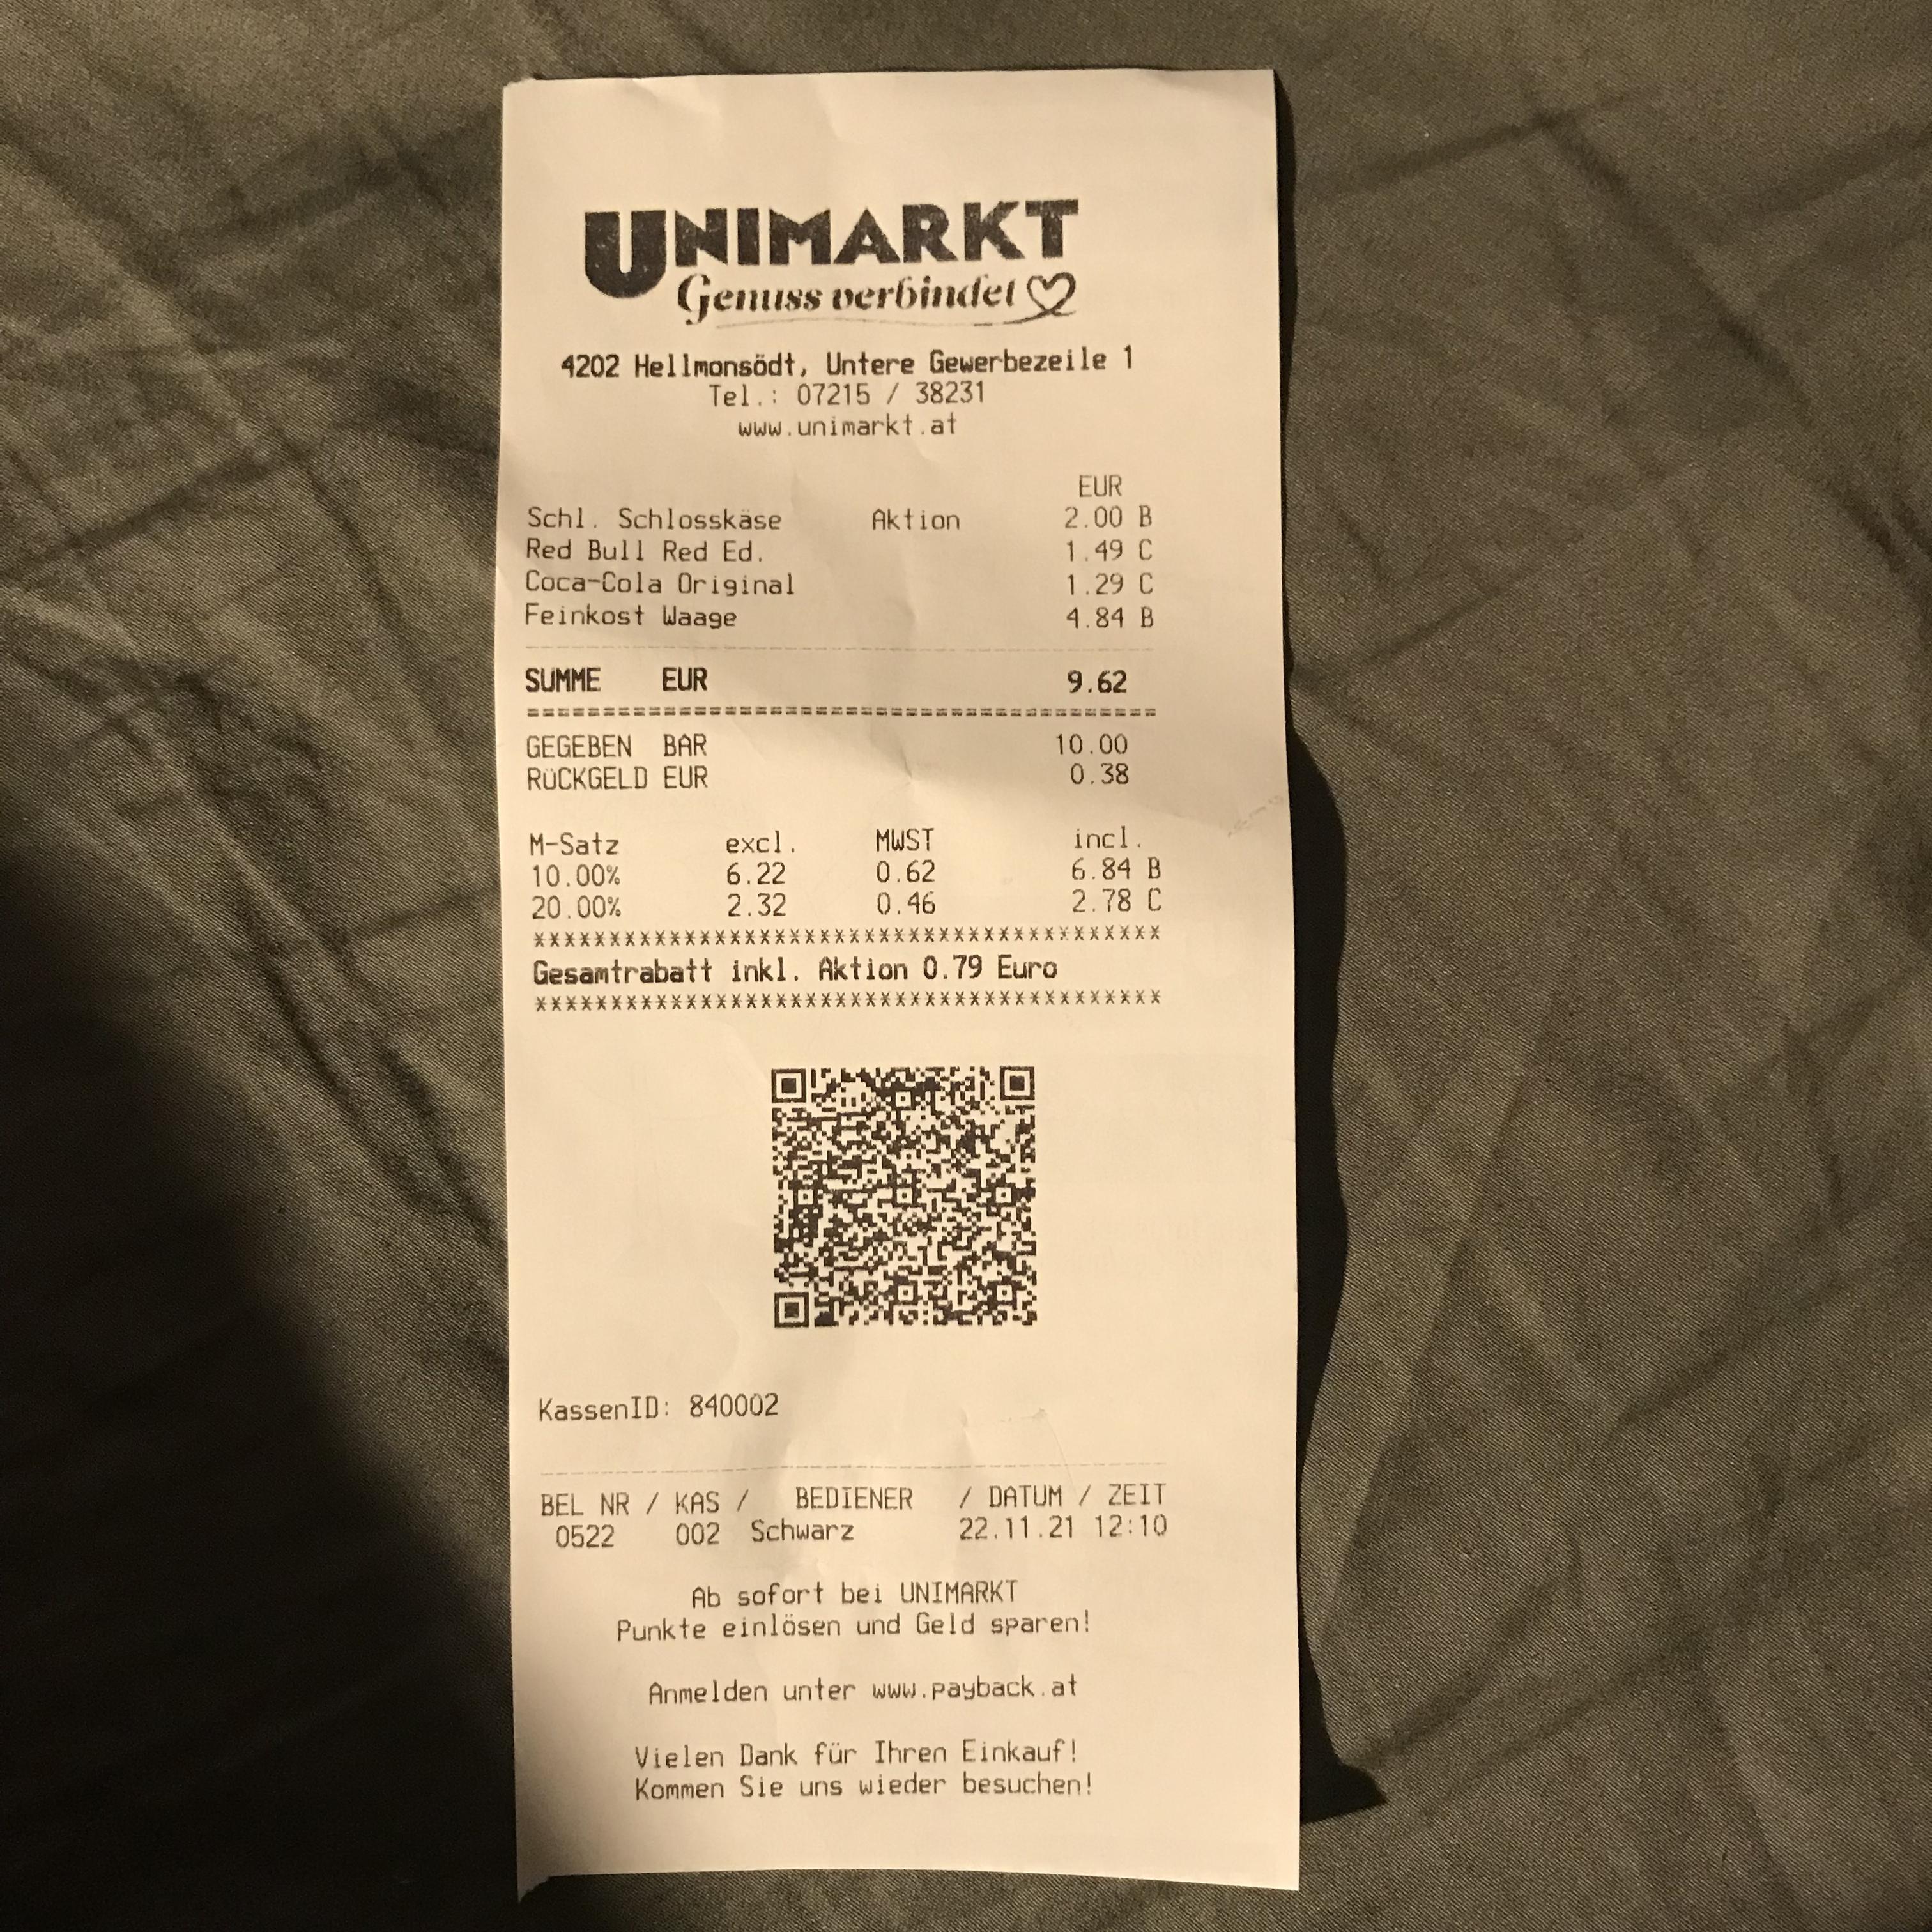 UNIMARKT
Genuss verbindet
4202 Hellmonsödt, Untere Gewerbezeile 1
Tel.: 07215 / 38231
www.unimarkt.at
EUR
Schl. Schlosskäse Aktion 2.00 B
Red Bull Red Ed. 1.49 C
Coca-Cola Original 1.29 C
Feinkost Waage 4.84 B
SUMME EUR 9.62
==========================================
GEGEBEN BAR 10.00
RüCKGELD EUR 0.38
M-Satz excl. MWST incl.
10.00% 6.22 0.62 6.84 B
20.00% 2.32 0.46 2.78 C
******************************************
Gesamtrabatt inkl. Aktion 0.79 Euro
******************************************
KassenID: 840002
BEL NR / KAS / BEDIENER / DATUM / ZEIT
0522 002 Schwarz 22.11.21 12:10
Ab sofort bei UNIMARKT
Punkte einlösen und Geld sparen!
Anmelden unter www.payback.at
Vielen Dank für Ihren Einkauf!
Kommen Sie uns wieder besuchen!